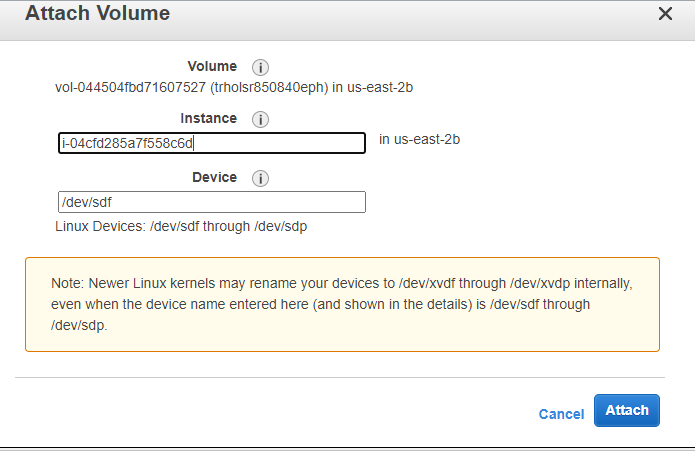 Attach Volume
Volume
vol-044504fbd71607527 (trholsr850840eph) in us-east-2b
Instance
i-04cfd285a7f558c6d
in us-east-2b
Device
/dev/sdf
Linux Devices: /dev/sdf through /dev/sdp
Note: Newer Linux kernels may rename your devices to /dev/xvdf through /dev/xvdp internally,
even when the device name entered here (and shown in the details) is /dev/sdf through
/dev/sdp.
Cancel
Attach